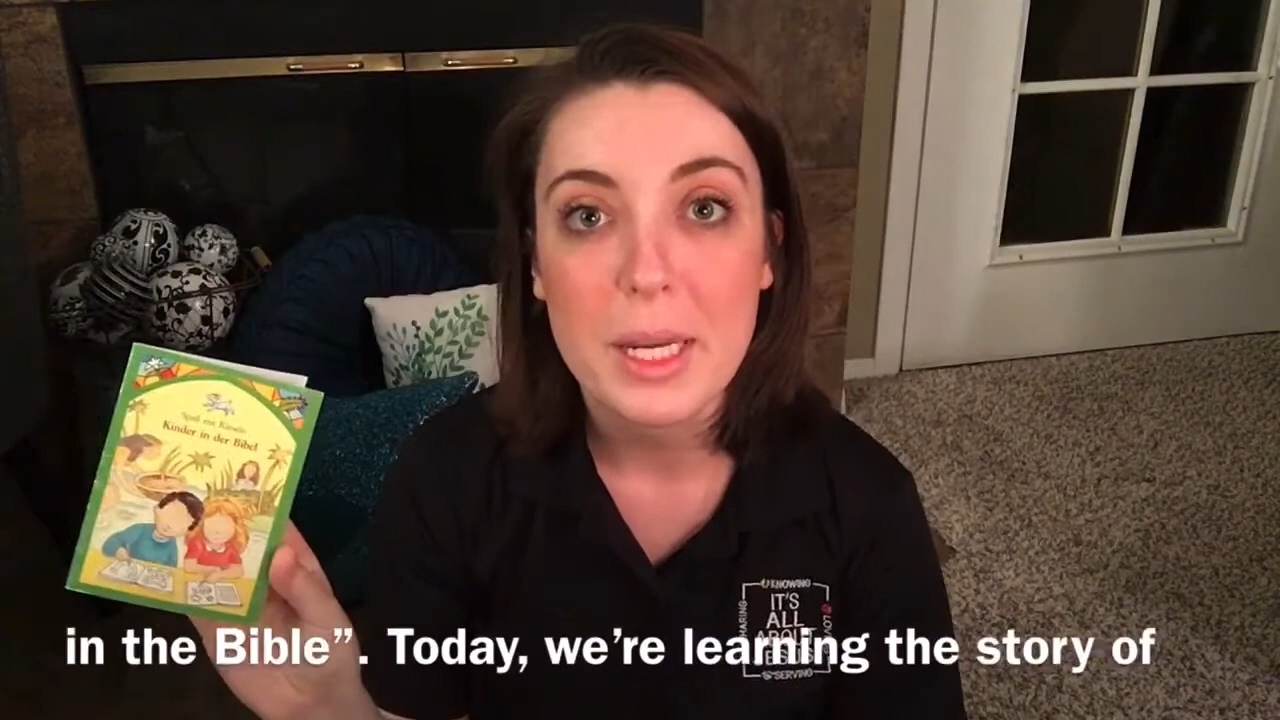 Spaß mit Rätseln
Kinder in der Bibel
KNOWING
IT'S
ALL
ABOUT
JESUS
SERVING
in the Bible”. Today, we’re learning the story of